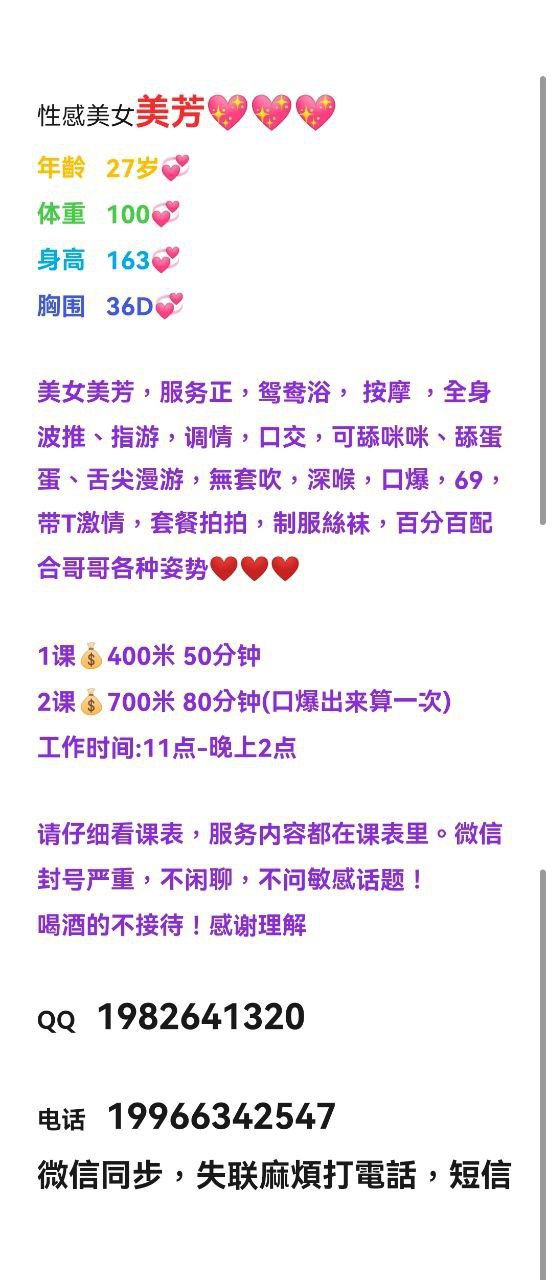 性感美女美芳💖💖💖
年齡 27岁💞
体重 100💞
身高 163💞
胸围 36D💞
美女美芳，服务正，鸳鸯浴， 按摩 ，全身
波推、指游，调情，口交，可舔咪咪、舔蛋
蛋、舌尖漫游，無套吹，深喉，口爆，69，
带T激情，套餐拍拍，制服絲袜，百分百配
合哥哥各种姿势❤️❤️❤️
1课💰400米 50分钟
2课💰700米 80分钟(口爆出来算一次)
工作时间:11点-晚上2点
请仔细看课表，服务内容都在课表里。微信
封号严重，不闲聊，不问敏感话题！
喝酒的不接待！感谢理解
QQ 1982641320
电话 19966342547
微信同步，失联麻煩打電話，短信